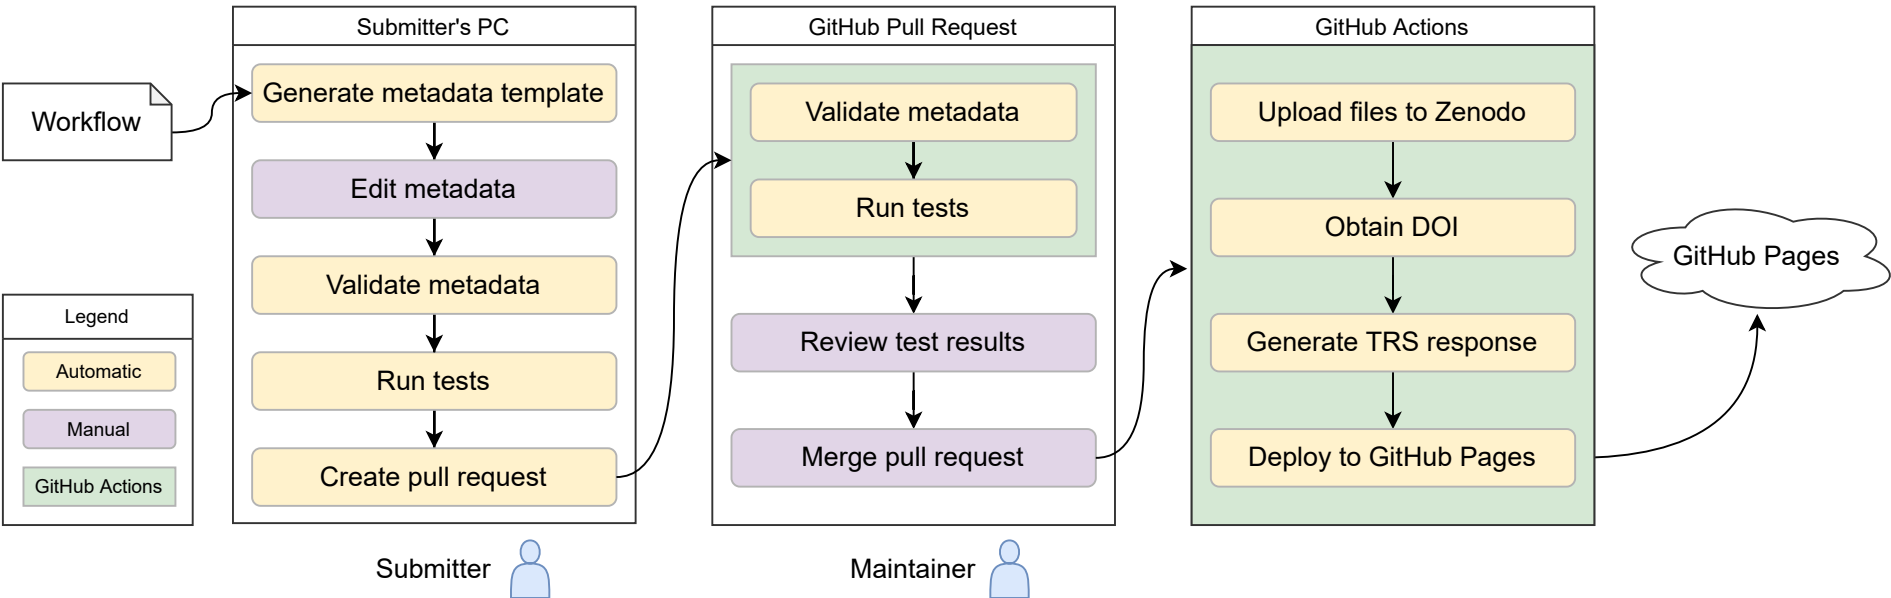 Workflow
Legend
Automatic
Manual
GitHub Actions
Submitter's PC
Generate metadata template
Edit metadata
Validate metadata
Run tests
Create pull request
Submitter
GitHub Pull Request
Validate metadata
Run tests
Review test results
Merge pull request
Maintainer
GitHub Actions
Upload files to Zenodo
Obtain DOI
Generate TRS response
Deploy to GitHub Pages
GitHub Pages